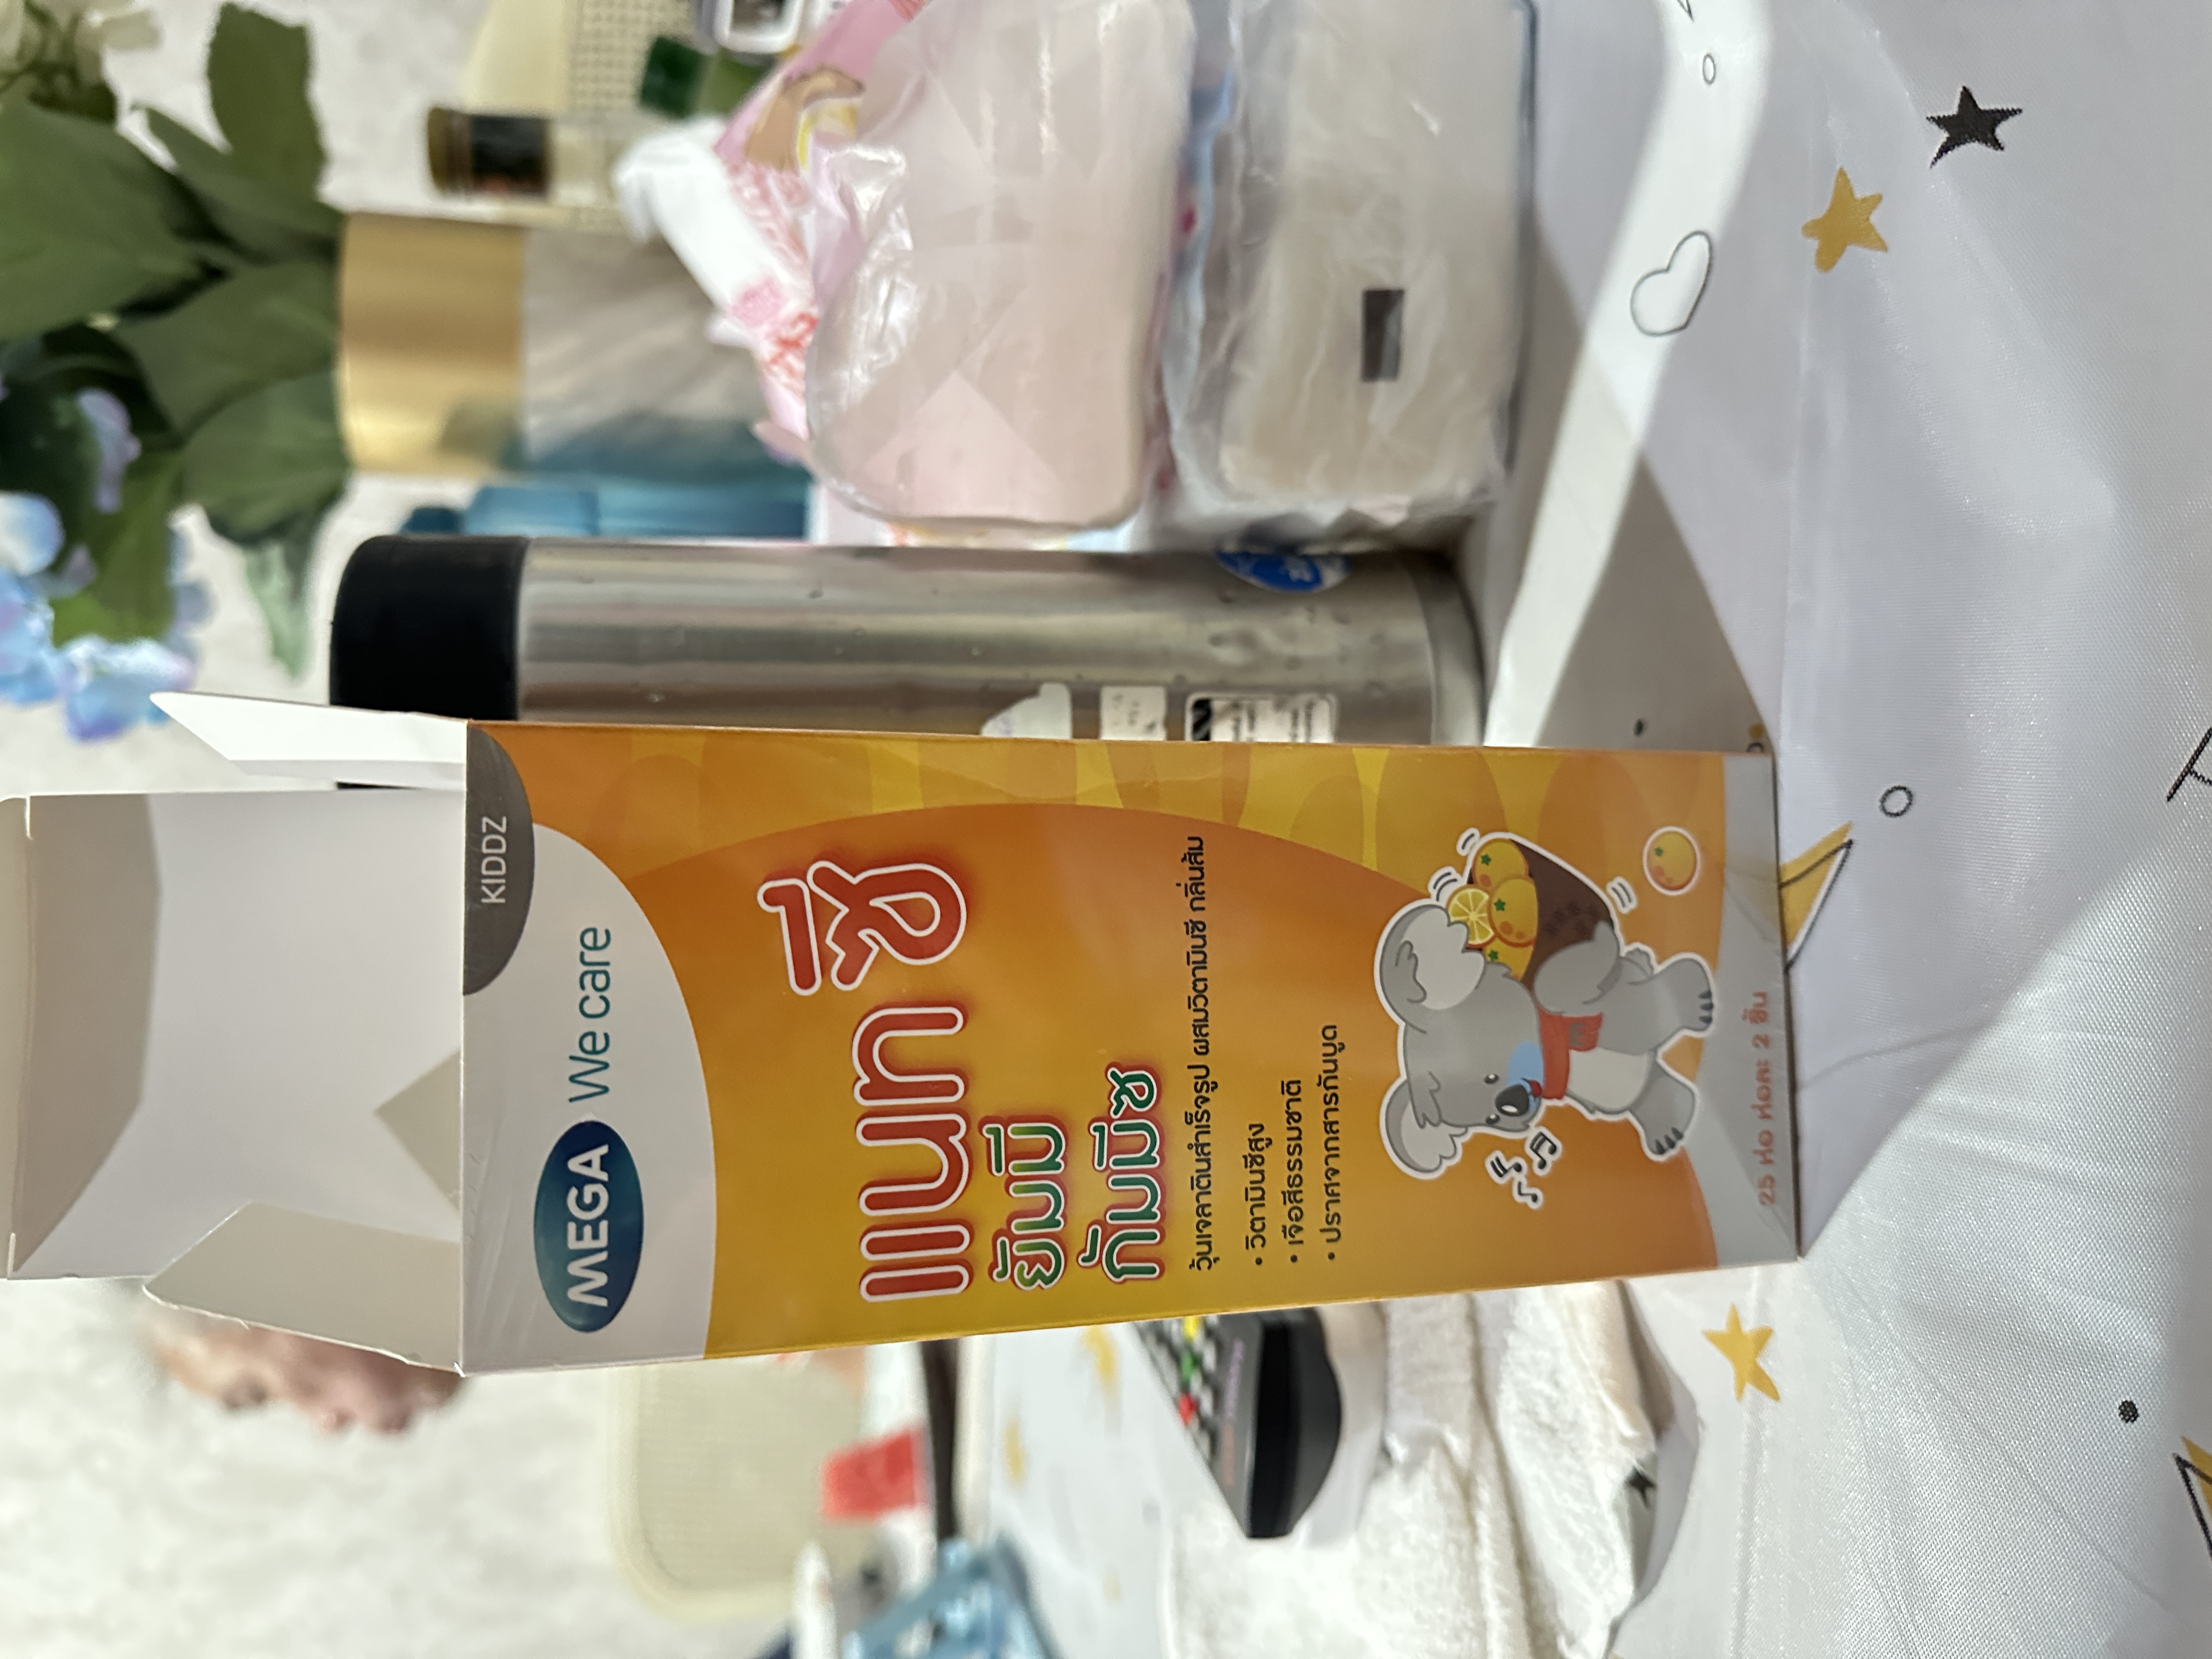 KIDDZ
MEGA We care
แนท ซี
ยัมมี
กัมมีซ
วุ้นเจลาตินสำเร็จรูป ผสมวิตามินซี กลิ่นส้ม
• วิตามินซีสูง
• เจือสีธรรมชาติ
• ปราศจากสารกันบูด
25 ห่อ ห่อละ 2 ชิ้น